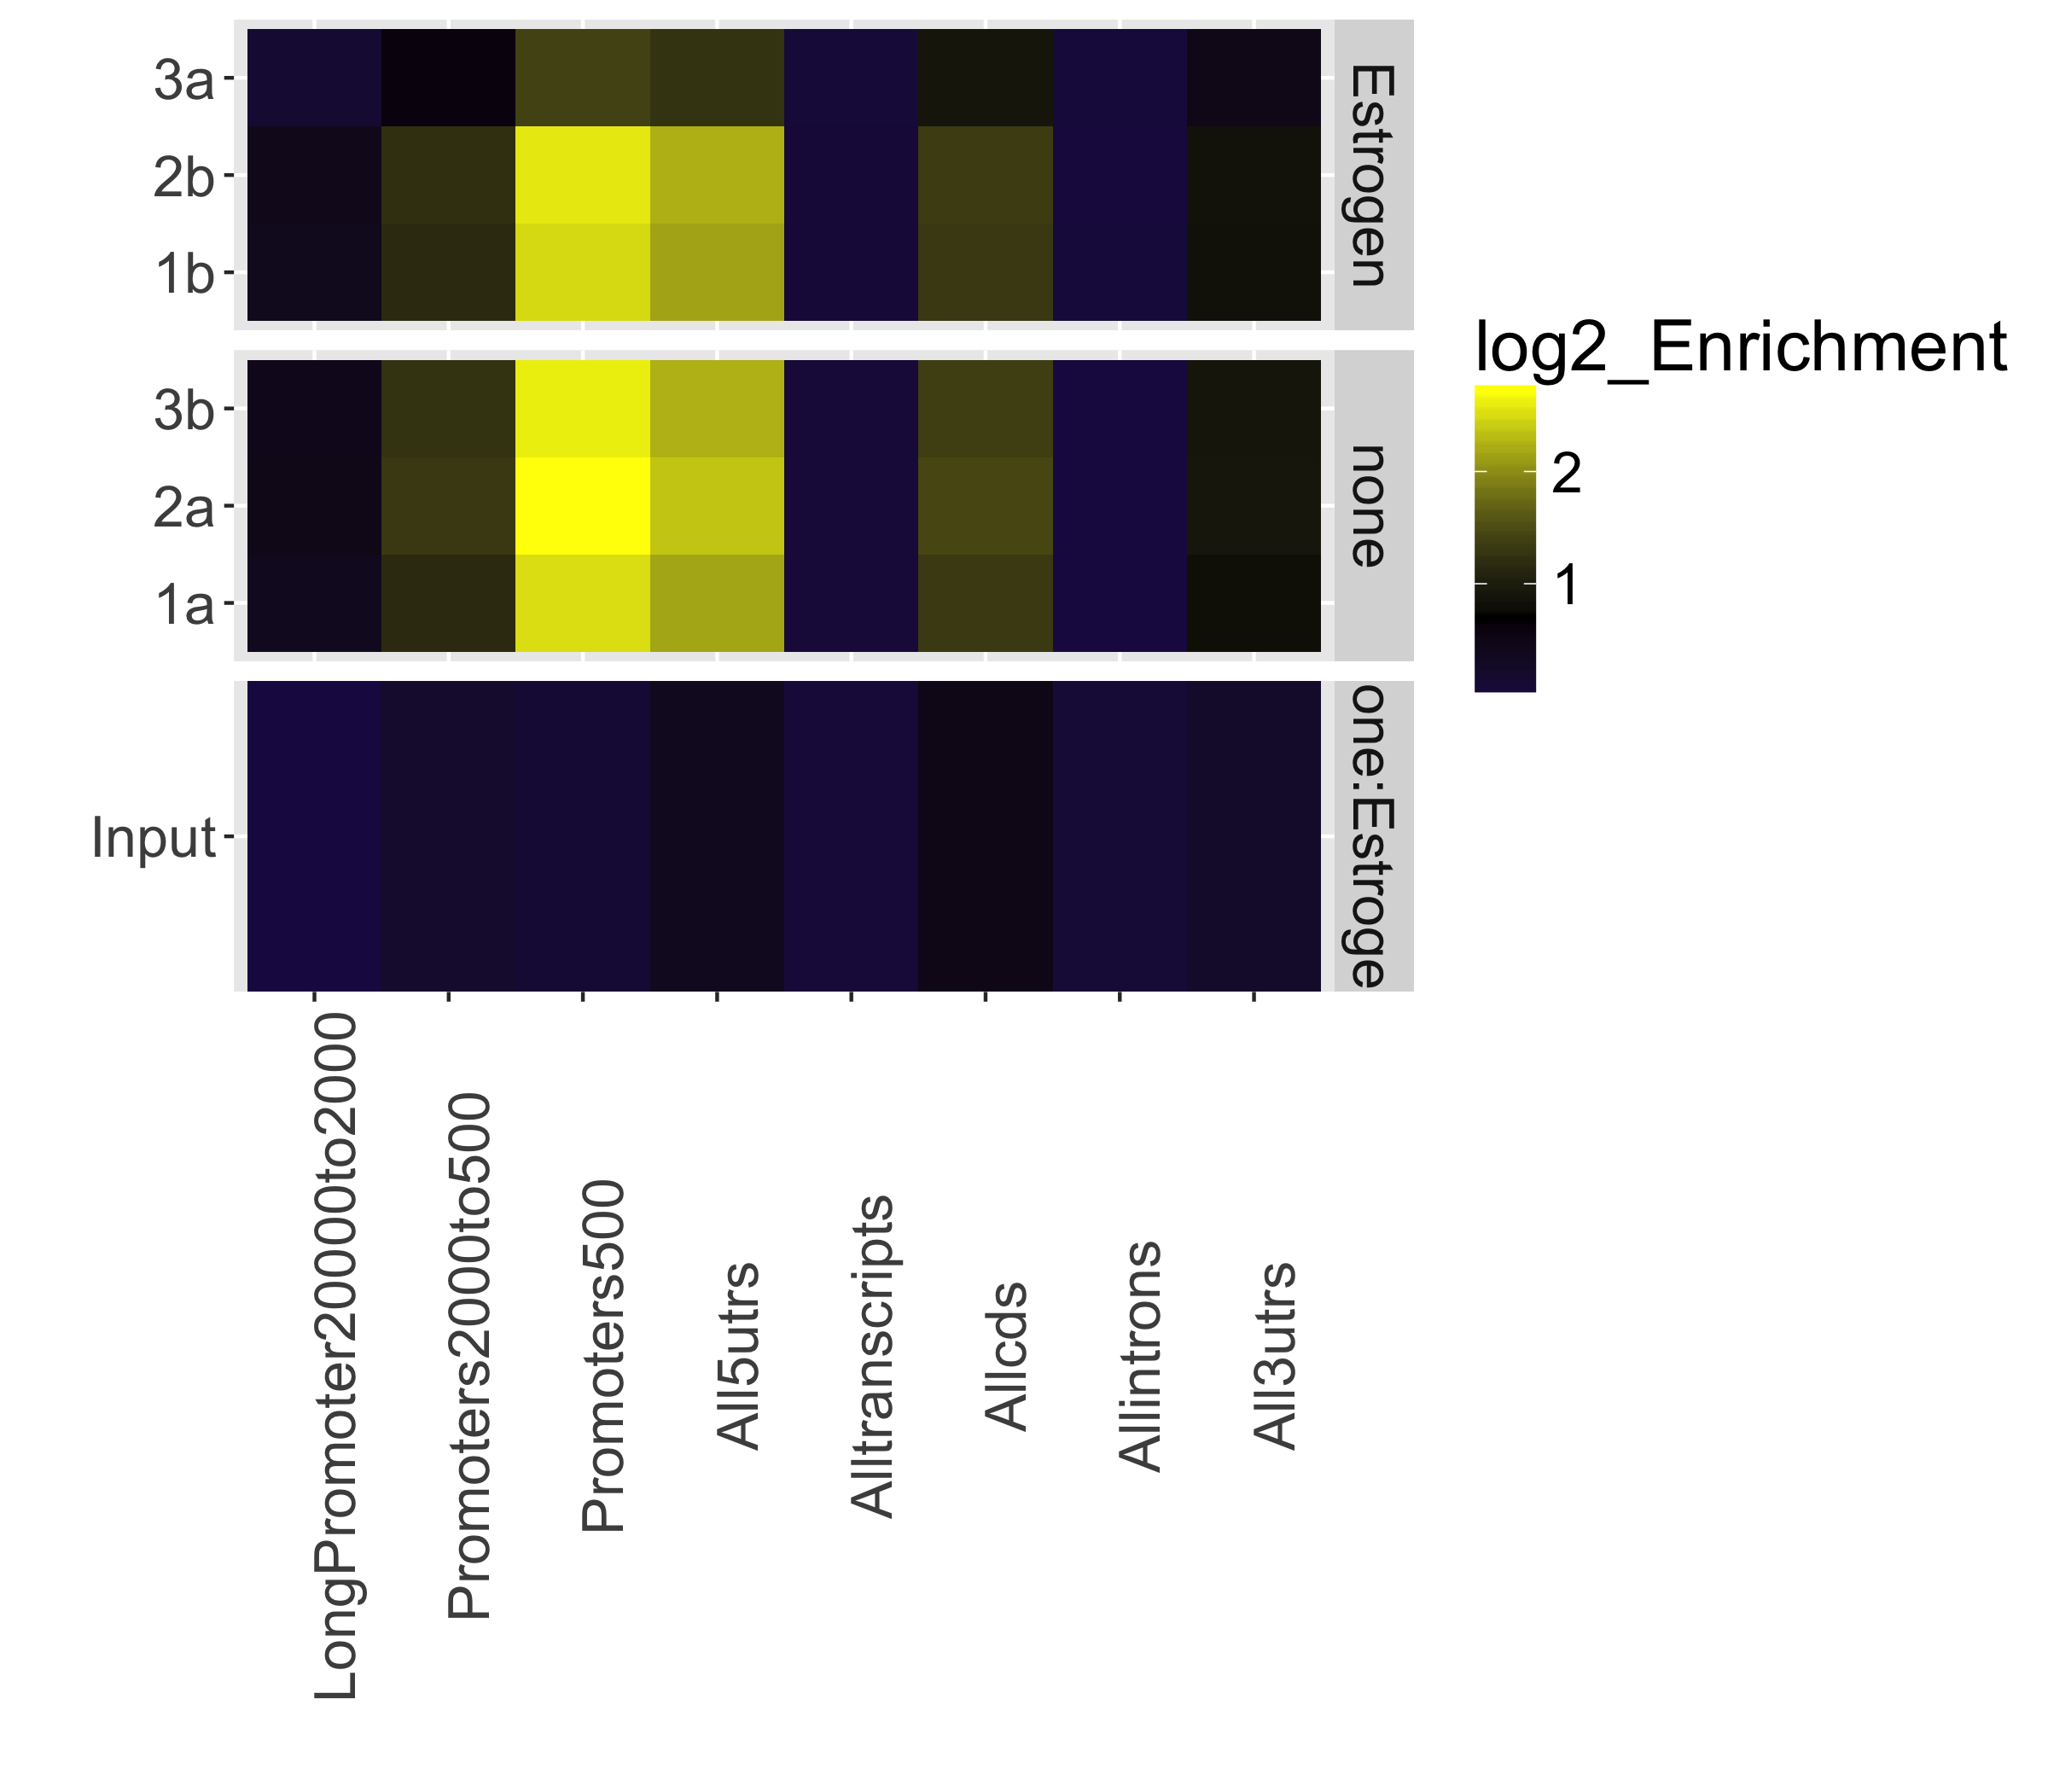 3a
2b
1b
Estrogen
3b
2a
1a
none
Input
one:Estroge
log2_Enrichment
2
1
LongPromoter20000to2000
Promoters2000to500
Promoters500
All5utrs
Alltranscripts
Allcds
Allintrons
All3utrs